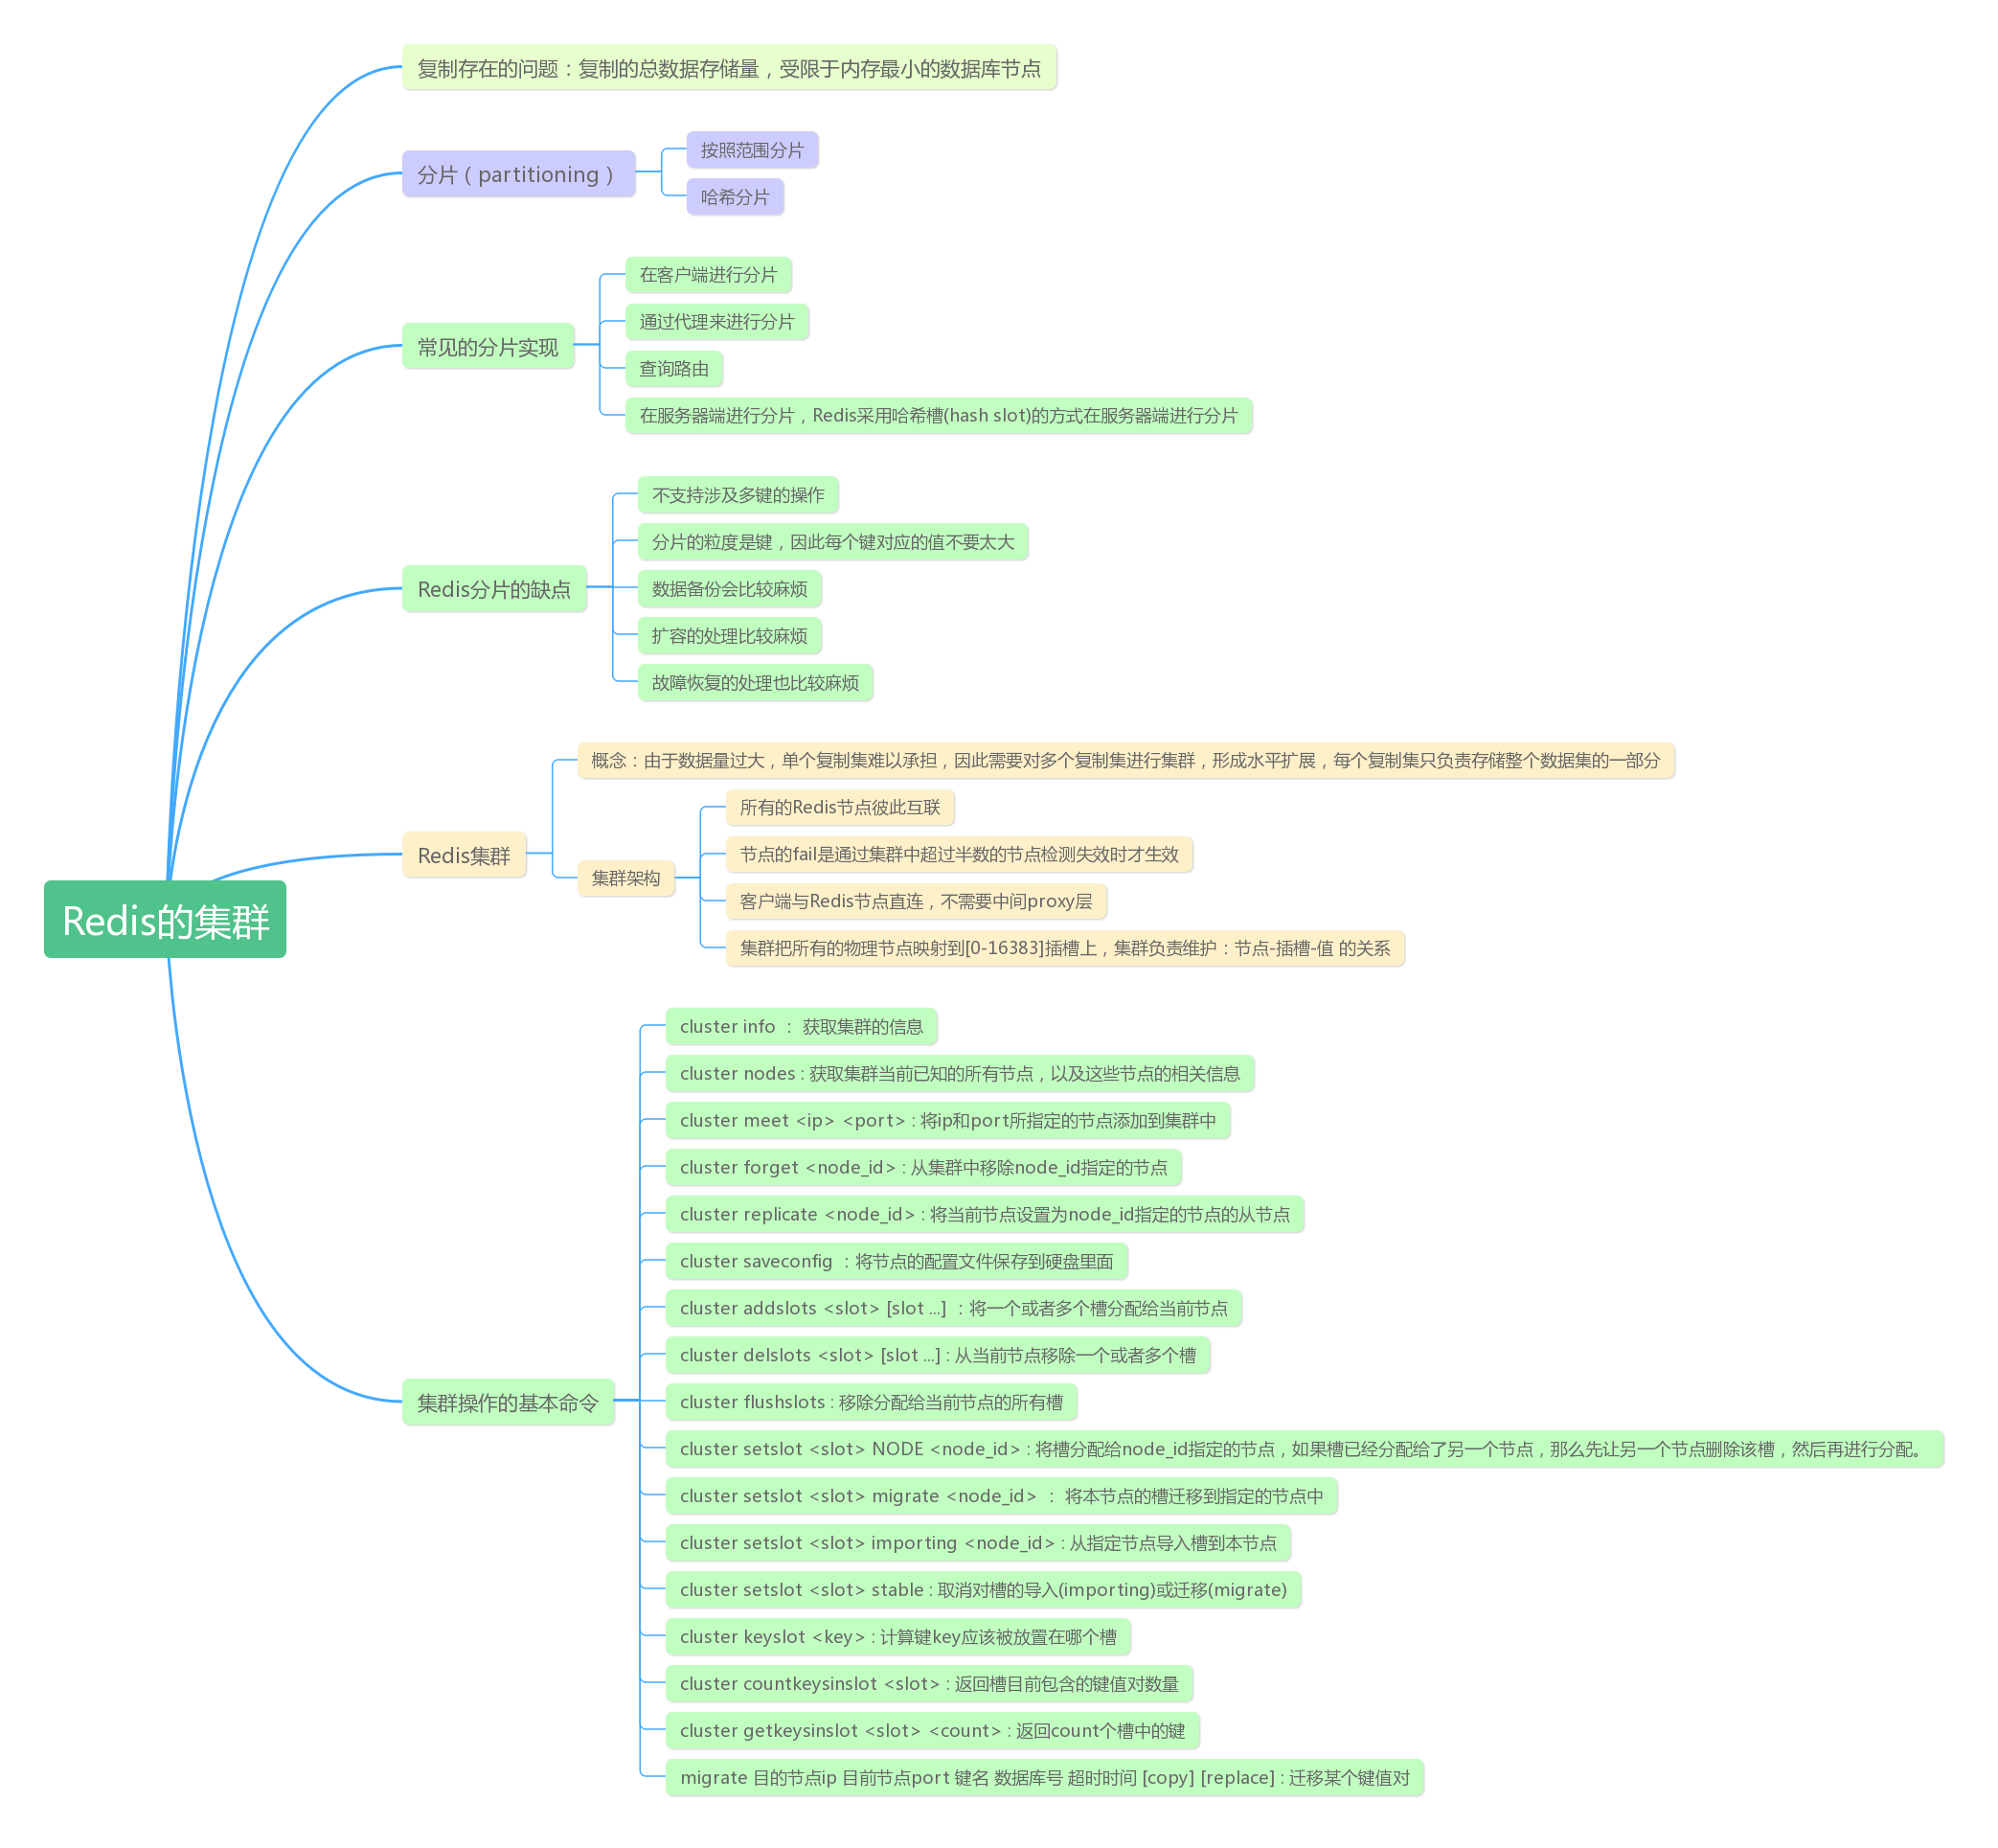 复制存在的问题：复制的总数据存储量，受限于内存最小的数据库节点
分片（partitioning）
按照范围分片
哈希分片
常见的分片实现
在客户端进行分片
通过代理来进行分片
查询路由
在服务器端进行分片，Redis采用哈希槽(hash slot)的方式在服务器端进行分片
Redis分片的缺点
不支持涉及多键的操作
分片的粒度是键，因此每个键对应的值不要太大
数据备份会比较麻烦
扩容的处理比较麻烦
故障恢复的处理也比较麻烦
Redis集群
概念：由于数据量过大，单个复制集难以承担，因此需要对多个复制集进行集群，形成水平扩展，每个复制集只负责存储整个数据集的一部分
集群架构
所有的Redis节点彼此互联
节点的fail是通过集群中超过半数的节点检测失效时才生效
客户端与Redis节点直连，不需要中间proxy层
集群把所有的物理节点映射到[0-16383]插槽上，集群负责维护：节点-插槽-值 的关系
Redis的集群
集群操作的基本命令
cluster info ： 获取集群的信息
cluster nodes : 获取集群当前已知的所有节点，以及这些节点的相关信息
cluster meet <ip> <port> : 将ip和port所指定的节点添加到集群中
cluster forget <node_id> : 从集群中移除node_id指定的节点
cluster replicate <node_id> : 将当前节点设置为node_id指定的节点的从节点
cluster saveconfig ：将节点的配置文件保存到硬盘里面
cluster addslots <slot> [slot ...] ：将一个或者多个槽分配给当前节点
cluster delslots <slot> [slot ...] : 从当前节点移除一个或者多个槽
cluster flushslots : 移除分配给当前节点的所有槽
cluster setslot <slot> NODE <node_id> : 将槽分配给node_id指定的节点，如果槽已经分配给了另一个节点，那么先让另一个节点删除该槽，然后再进行分配。
cluster setslot <slot> migrate <node_id> ： 将本节点的槽迁移到指定的节点中
cluster setslot <slot> importing <node_id> : 从指定节点导入槽到本节点
cluster setslot <slot> stable : 取消对槽的导入(importing)或迁移(migrate)
cluster keyslot <key> : 计算键key应该被放置在哪个槽
cluster countkeysinslot <slot> : 返回槽目前包含的键值对数量
cluster getkeysinslot <slot> <count> : 返回count个槽中的键
migrate 目的节点ip 目前节点port 键名 数据库号 超时时间 [copy] [replace] : 迁移某个键值对